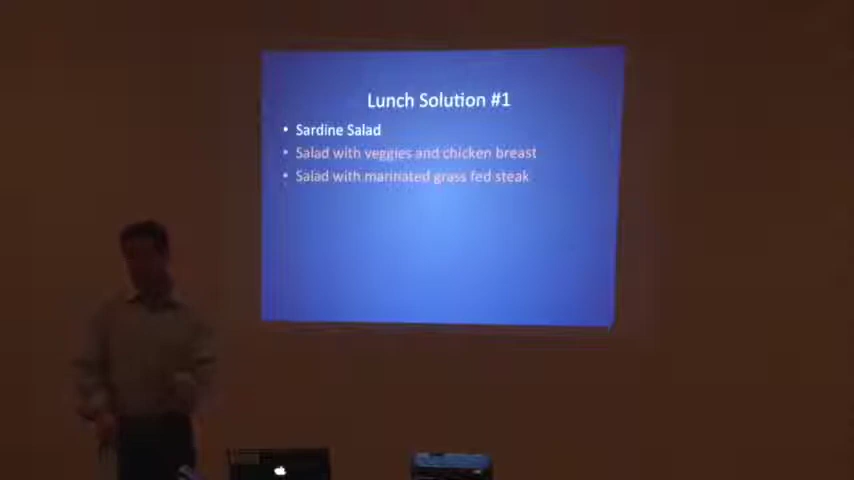 Lunch Solution #1
• Sardine Salad
• Salad with veggies and chicken breast
• Salad with marinated grass fed steak